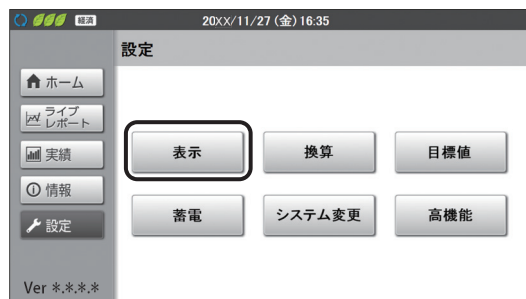 経済 20XX/11/27(金)16:35
設定
ホーム
ライブ
レポート
実績
情報
設定
表示 換算 目標値
蓄電 システム変更 高機能
Ver *.*.*.*